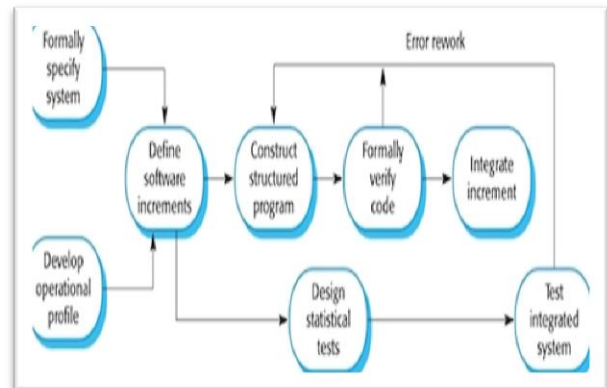 Formally
specify
system
Error rework
Define
software
increments
Construct
structured
program
Formally
verify
code
Integrate
increment
Develop
operational
profile
Design
statistical
tests
Test
integrated
system